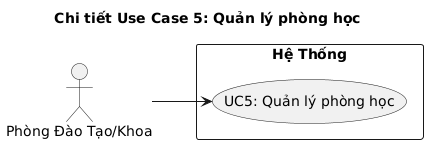 Chi tiết Use Case 5: Quản lý phòng học
Hệ Thống
UC5: Quản lý phòng học
Phòng Đào Tạo/Khoa